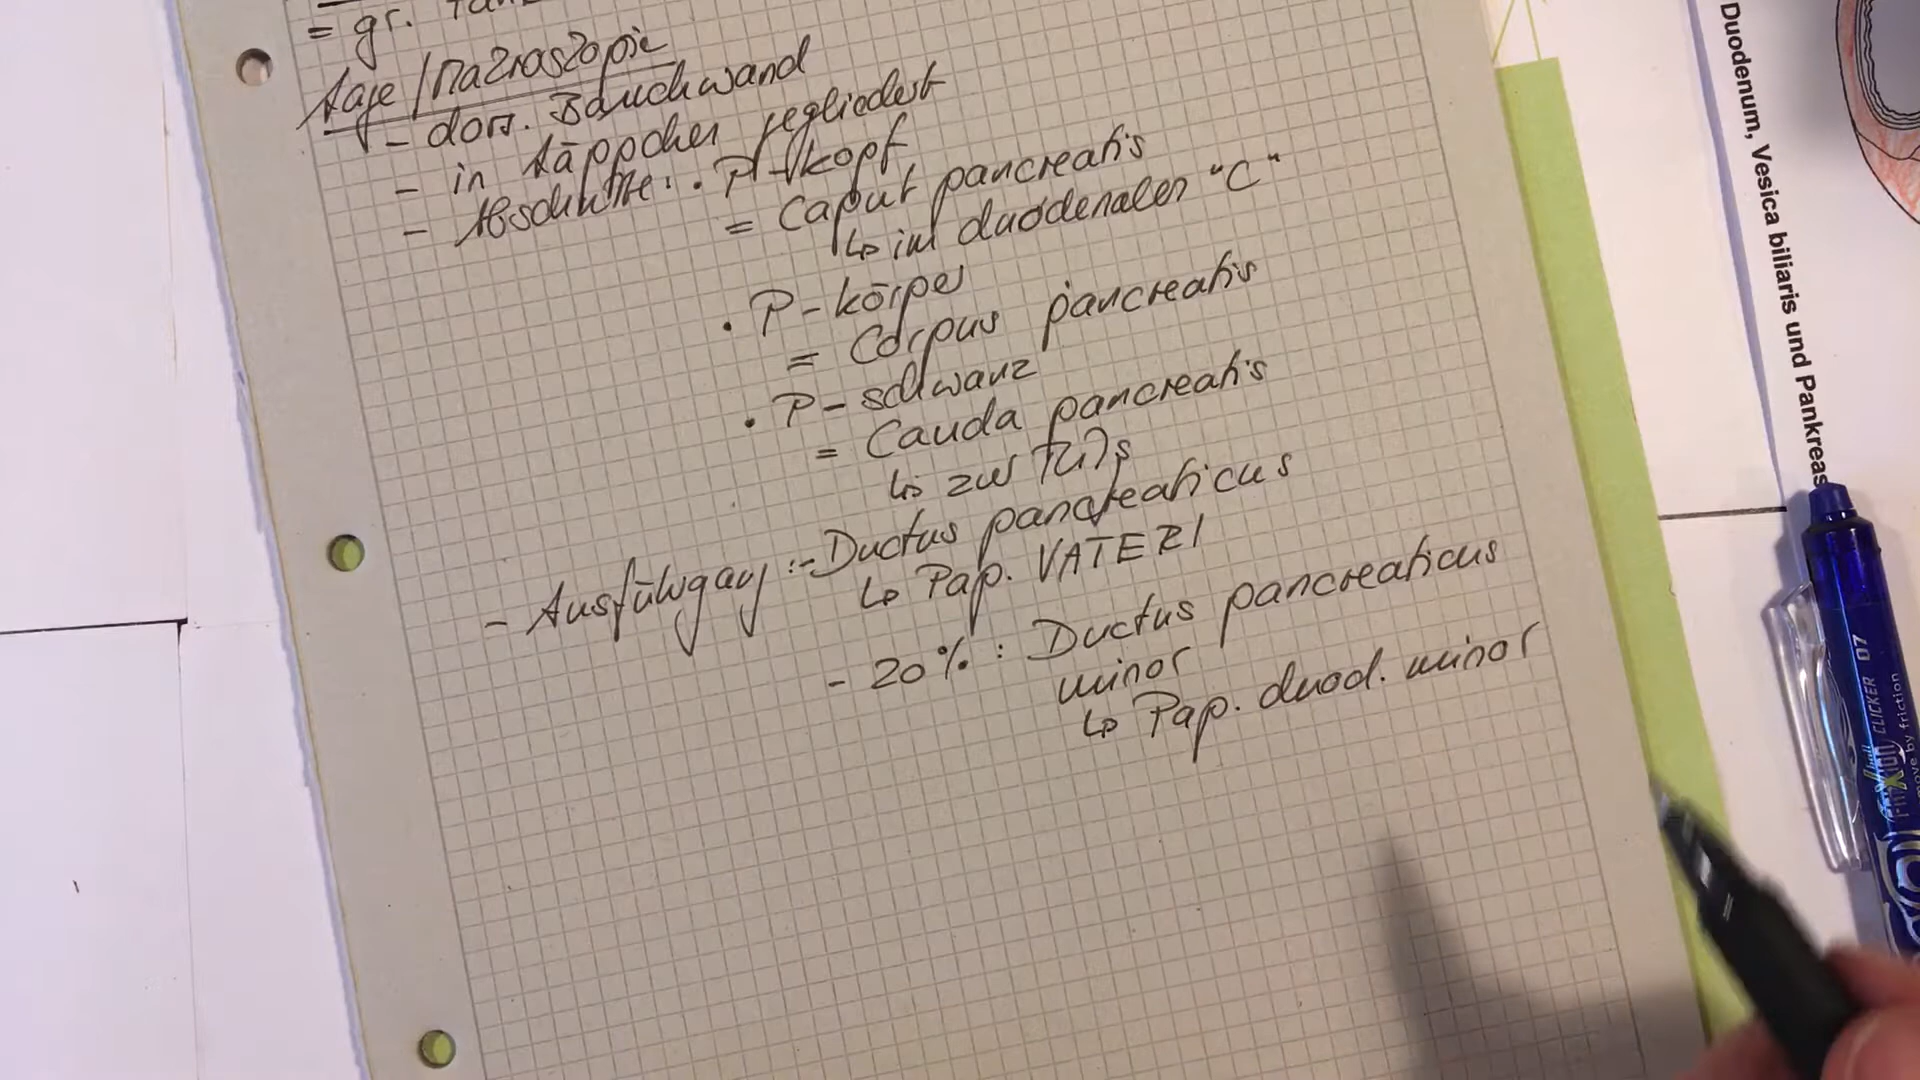 = gr.
Lage / Makroskopie
- dors. Bauchwand
- in Läppchen gegliedert
- Abschnitte: • P-kopf
= Caput pancreatis
↳ im duodenalen "C"
• P-körper
= Corpus pancreatis
• P-schwanz
= Cauda pancreatis
↳ zur Milz
- Ausführgang: - Ductus pancreaticus
↳ Pap. VATERI
- 20%: Ductus pancreaticus
minor
↳ Pap. duod. minor
Duodenum, Vesica biliaris und Pankreas
CLICKER 07
move by friction